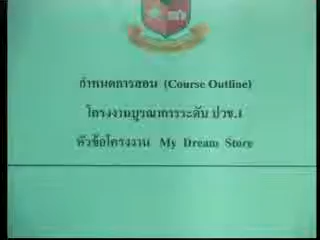 กำหนดการสอน (Course Outline)
โครงงานบูรณาการระดับ ปวช.1
หัวข้อโครงงาน My Dream Store